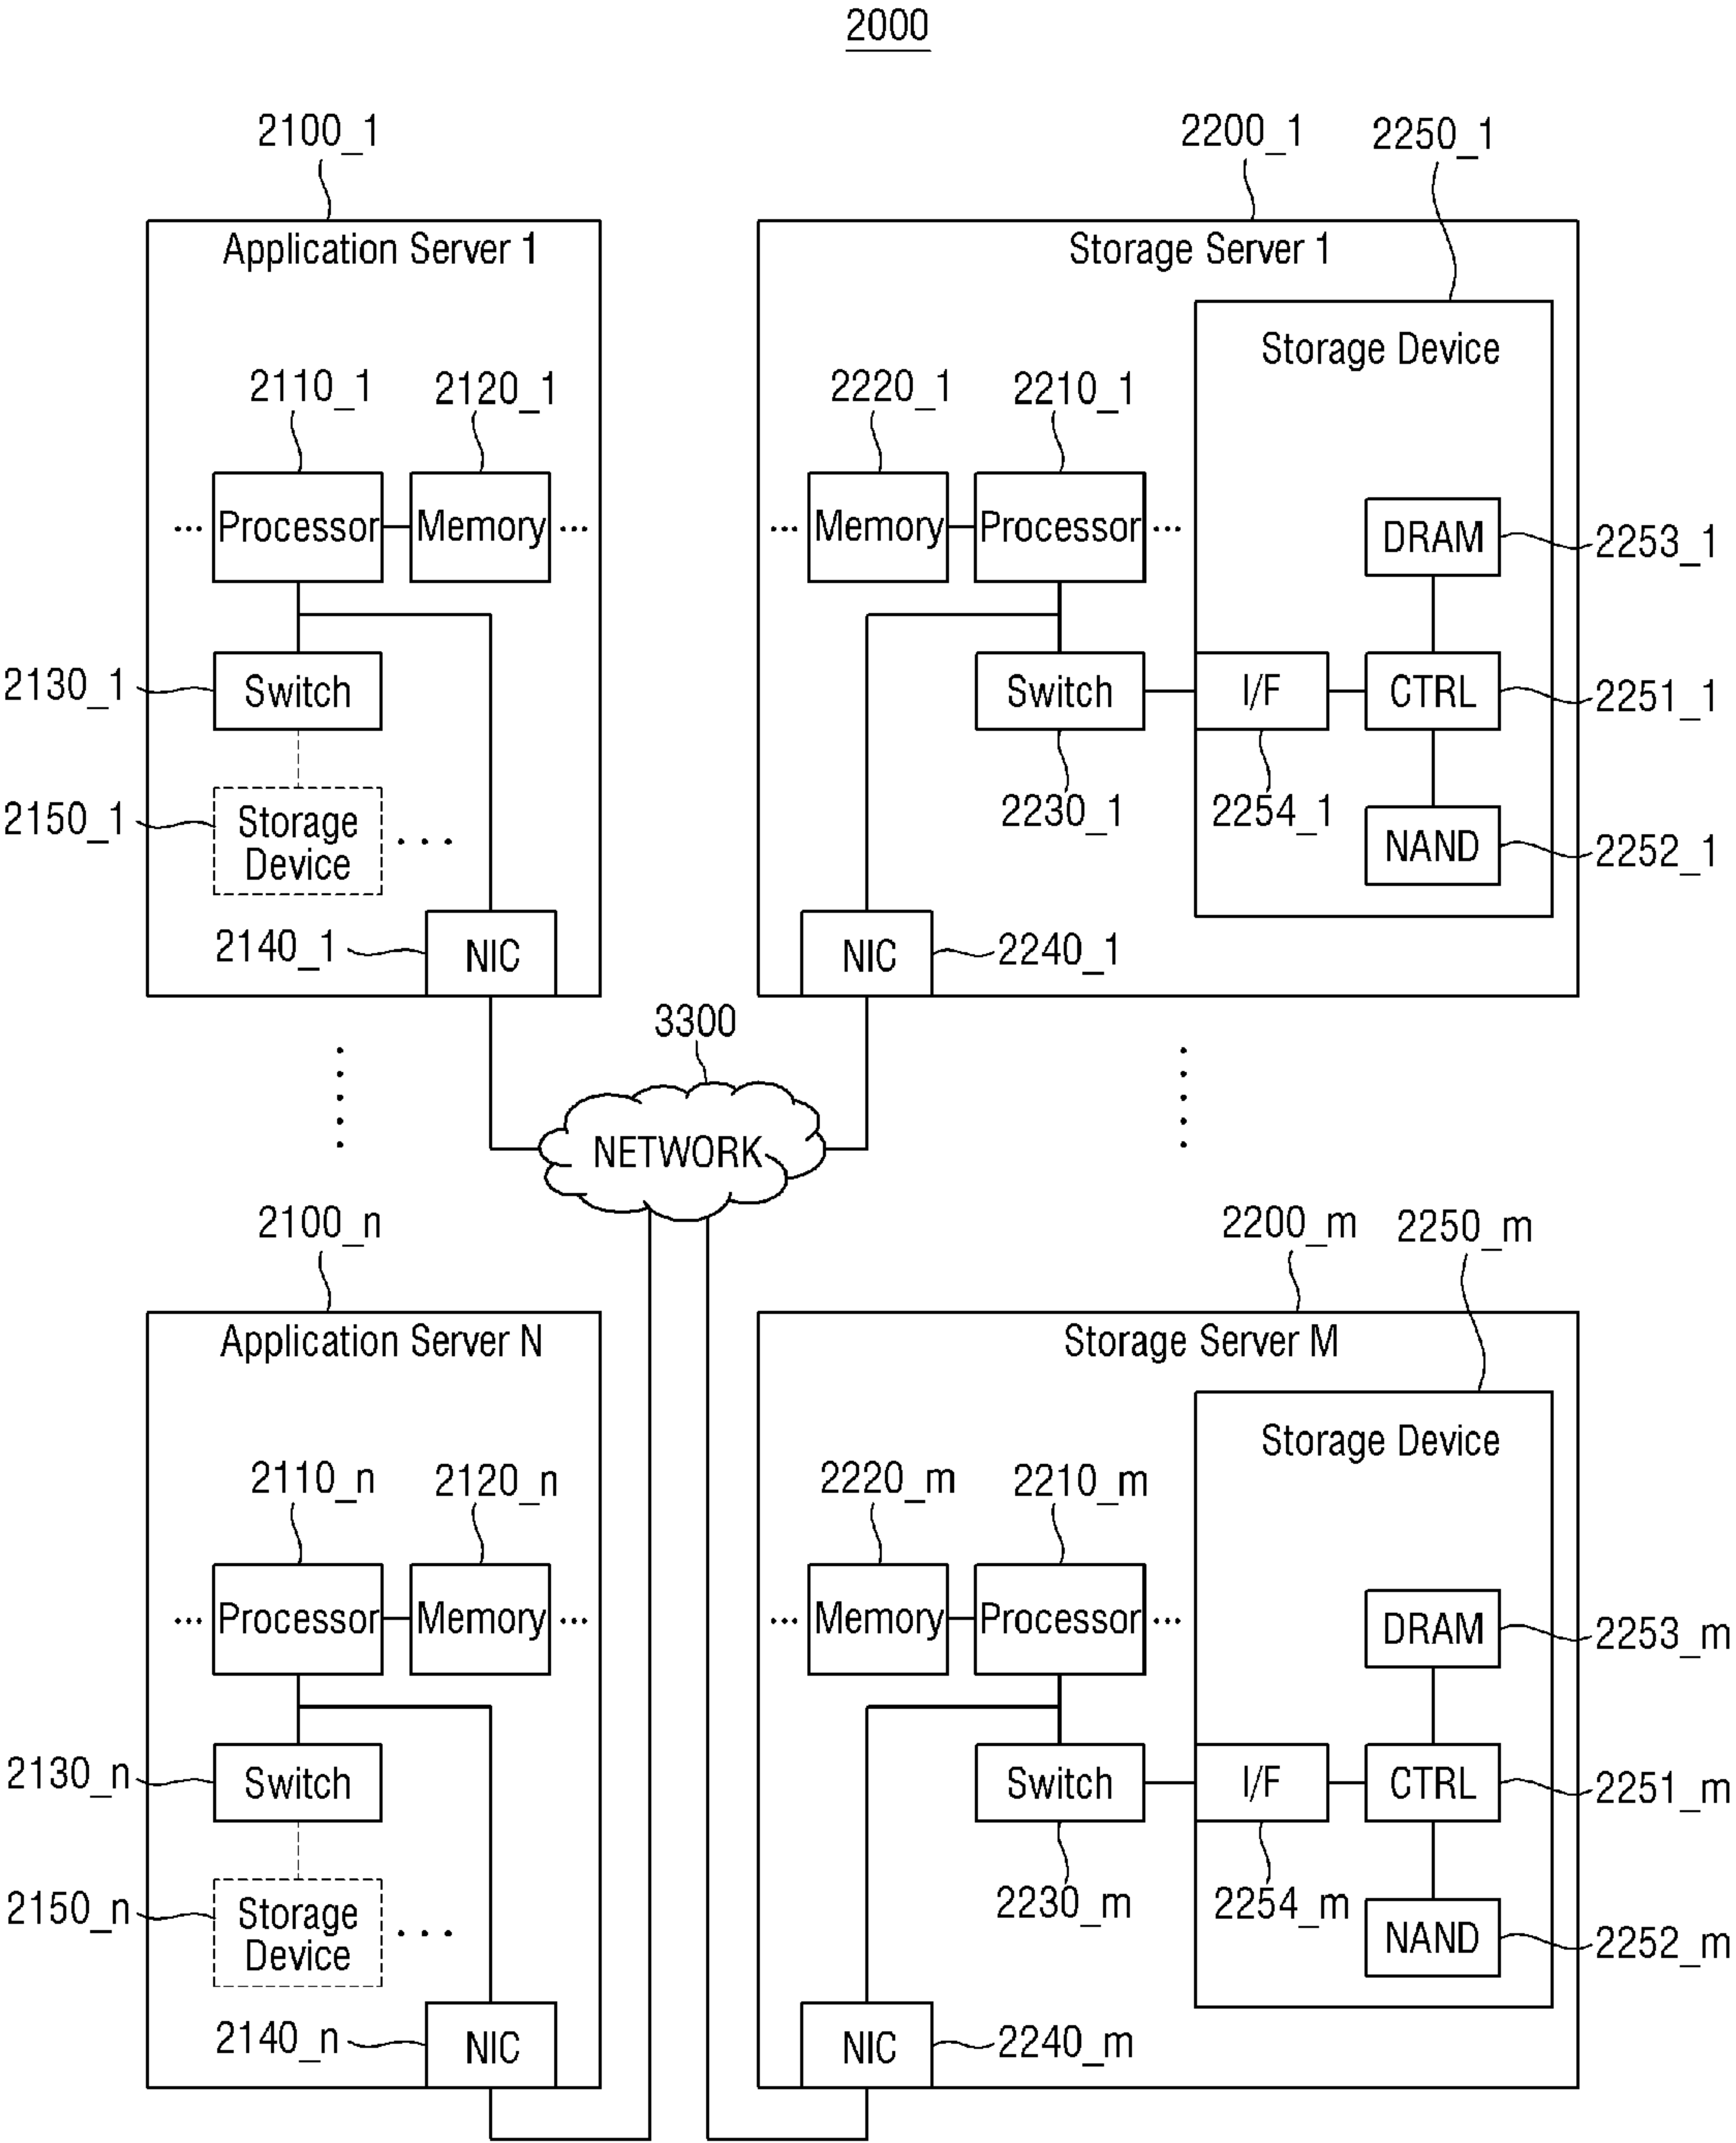 2000
2100_1
2200_1
2250_1
Application Server 1
Storage Server 1
Storage Device
2110_1
2120_1
2220_1
2210_1
... Processor Memory ...
... Memory Processor ...
DRAM
2253_1
2130_1
Switch
Switch
I/F
CTRL
2251_1
2150_1
Storage
Device
...
2230_1
2254_1
NAND
2252_1
2140_1
NIC
NIC
2240_1
3300
NETWORK
2100_n
2200_m
2250_m
Application Server N
Storage Server M
Storage Device
2110_n
2120_n
2220_m
2210_m
... Processor Memory ...
... Memory Processor ...
DRAM
2253_m
2130_n
Switch
Switch
I/F
CTRL
2251_m
2150_n
Storage
Device
...
2230_m
2254_m
NAND
2252_m
2140_n
NIC
NIC
2240_m